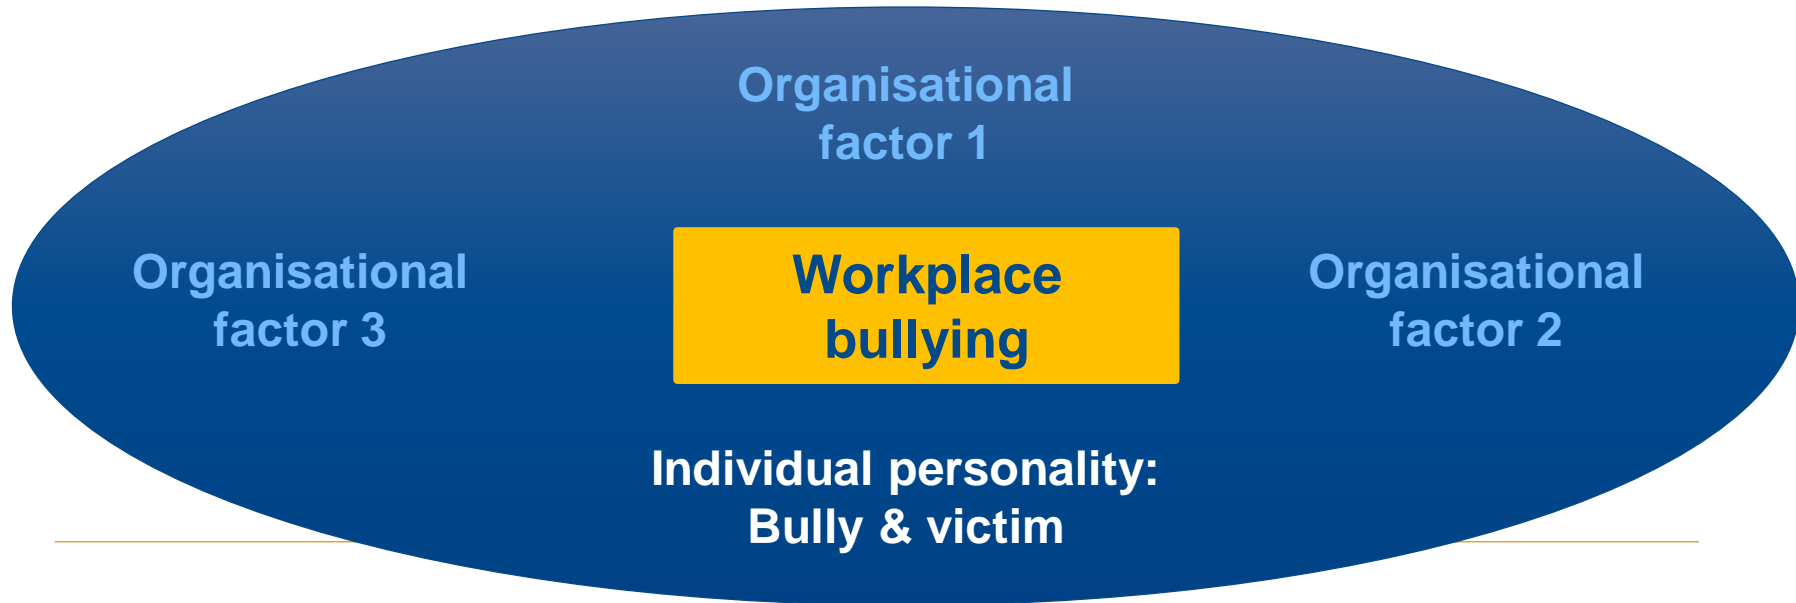 Organisational
factor 1
Organisational
factor 3
Workplace
bullying
Organisational
factor 2
Individual personality:
Bully & victim